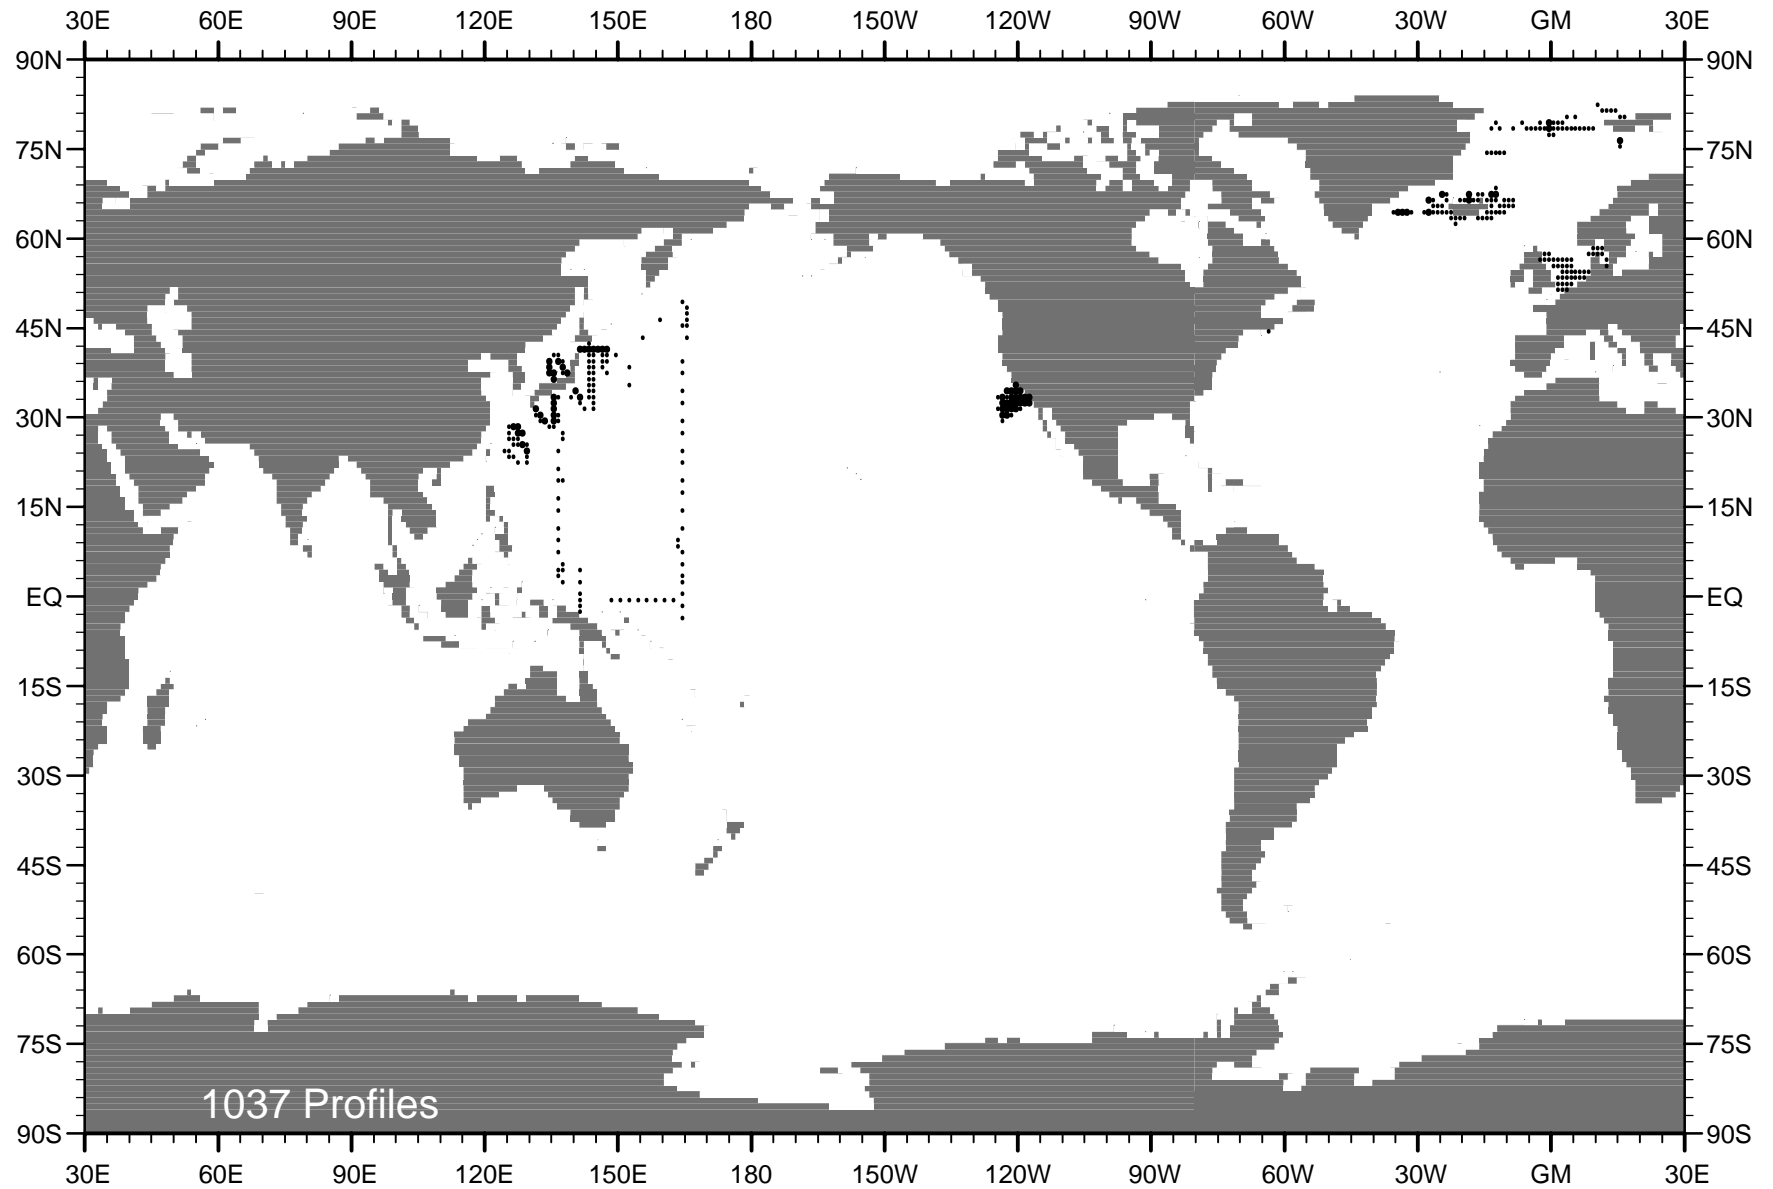 30E 60E 90E 120E 150E 180 150W 120W 90W 60W 30W GM 30E
90N 90N
75N 75N
60N 60N
45N 45N
30N 30N
15N 15N
EQ EQ
15S 15S
30S 30S
45S 45S
60S 60S
75S 75S
1037 Profiles
90S 90S
30E 60E 90E 120E 150E 180 150W 120W 90W 60W 30W GM 30E